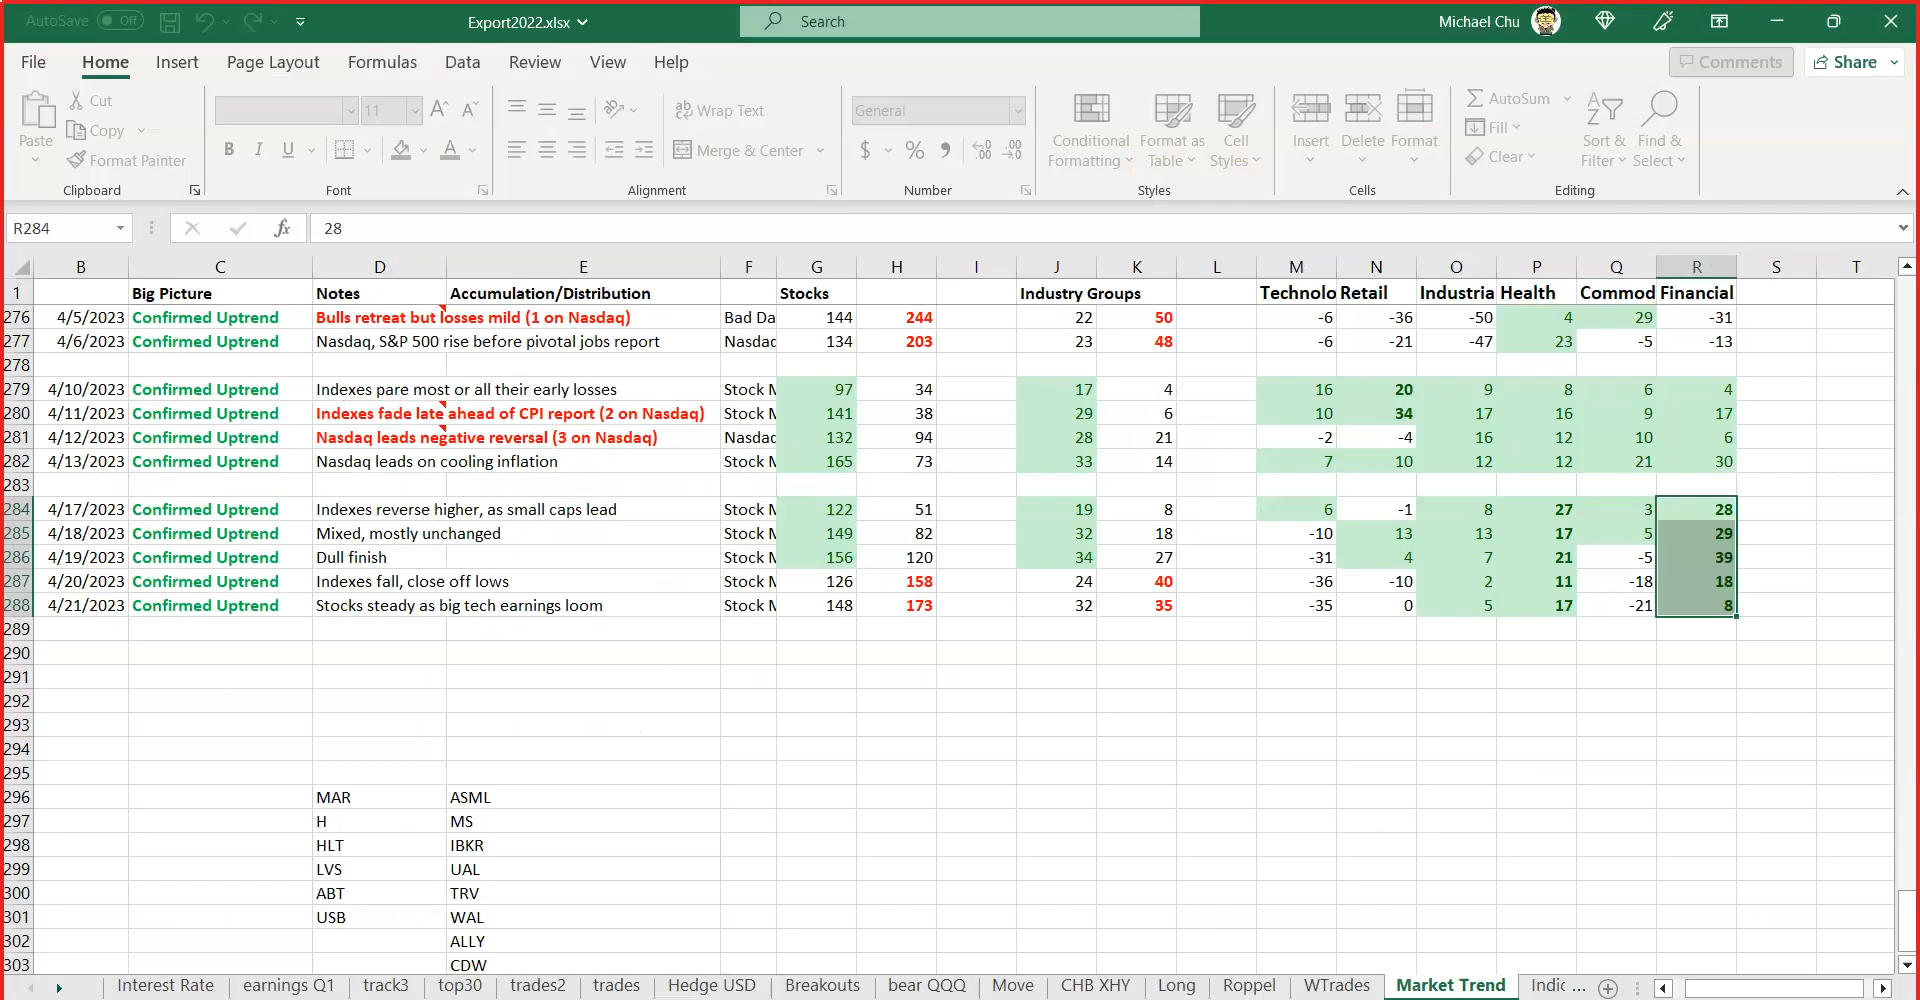 AutoSave Off Export2022.xlsx Search Michael Chu
File Home Insert Page Layout Formulas Data Review View Help Comments Share
Paste Cut Copy Format Painter Clipboard
11 B I U Font
Wrap Text Merge & Center Alignment
General $ % Number
Conditional Formatting Format as Table Cell Styles Styles
Insert Delete Format Cells
AutoSum Fill Clear Sort & Filter Find & Select Editing
R284 fx 28
B C D E F G H I J K L M N O P Q R S T
1 Big Picture Notes Accumulation/Distribution Stocks Industry Groups Technolo Retail Industria Health Commod Financial
276 4/5/2023 Confirmed Uptrend Bulls retreat but losses mild (1 on Nasdaq) Bad Da 144 244 22 50 -6 -36 -50 4 29 -31
277 4/6/2023 Confirmed Uptrend Nasdaq, S&P 500 rise before pivotal jobs report Nasdac 134 203 23 48 -6 -21 -47 23 -5 -13
278
279 4/10/2023 Confirmed Uptrend Indexes pare most or all their early losses Stock M 97 34 17 4 16 20 9 8 6 4
280 4/11/2023 Confirmed Uptrend Indexes fade late ahead of CPI report (2 on Nasdaq) Stock M 141 38 29 6 10 34 17 16 9 17
281 4/12/2023 Confirmed Uptrend Nasdaq leads negative reversal (3 on Nasdaq) Nasdac 132 94 28 21 -2 -4 16 12 10 6
282 4/13/2023 Confirmed Uptrend Nasdaq leads on cooling inflation Stock M 165 73 33 14 7 10 12 12 21 30
283
284 4/17/2023 Confirmed Uptrend Indexes reverse higher, as small caps lead Stock M 122 51 19 8 6 -1 8 27 3 28
285 4/18/2023 Confirmed Uptrend Mixed, mostly unchanged Stock M 149 82 32 18 -10 13 13 17 5 29
286 4/19/2023 Confirmed Uptrend Dull finish Stock M 156 120 34 27 -31 4 7 21 -5 39
287 4/20/2023 Confirmed Uptrend Indexes fall, close off lows Stock M 126 158 24 40 -36 -10 2 11 -18 18
288 4/21/2023 Confirmed Uptrend Stocks steady as big tech earnings loom Stock M 148 173 32 35 -35 0 5 17 -21 8
289
290
291
292
293
294
295
296 MAR ASML
297 H MS
298 HLT IBKR
299 LVS UAL
300 ABT TRV
301 USB WAL
302 ALLY
303 CDW
Interest Rate earnings Q1 track3 top30 trades2 trades Hedge USD Breakouts bear QQQ Move CHB XHY Long Roppel WTrades Market Trend Indic ...